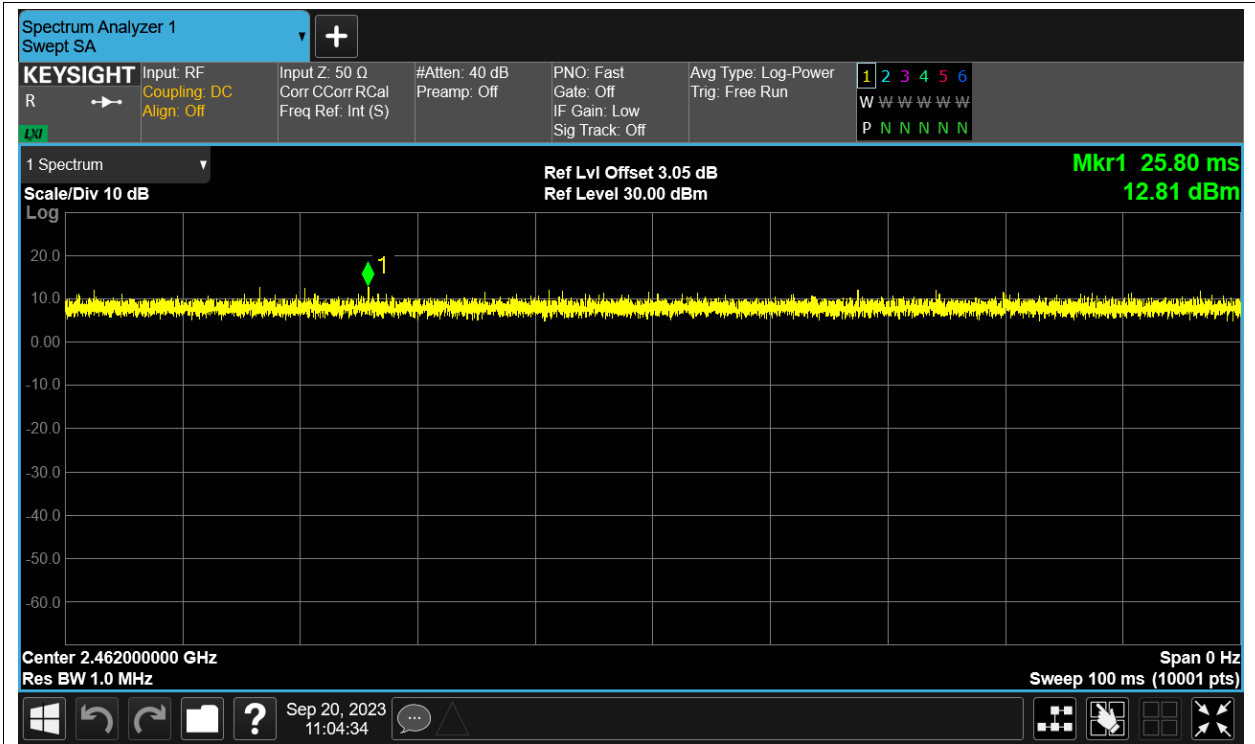 Spectrum Analyzer 1
Swept SA
KEYSIGHT
R
LXI
Input: RF
Coupling: DC
Align: Off
Input Z: 50 Ω
Corr CCorr RCal
Freq Ref: Int (S)
#Atten: 40 dB
Preamp: Off
PNO: Fast
Gate: Off
IF Gain: Low
Sig Track: Off
Avg Type: Log-Power
Trig: Free Run
1 2 3 4 5 6
W W W W W W
P N N N N N
1 Spectrum
Scale/Div 10 dB
Ref Lvl Offset 3.05 dB
Ref Level 30.00 dBm
Mkr1 25.80 ms
12.81 dBm
Log
20.0
10.0
0.00
-10.0
-20.0
-30.0
-40.0
-50.0
-60.0
1
Center 2.462000000 GHz
Res BW 1.0 MHz
Span 0 Hz
Sweep 100 ms (10001 pts)
?
Sep 20, 2023
11:04:34